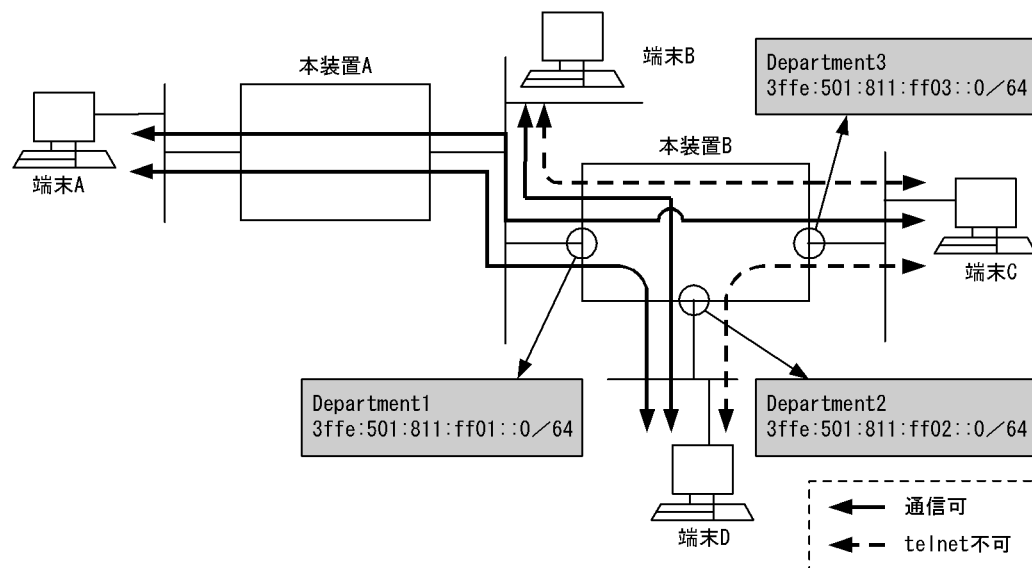 本装置A
端末B
Department3
3ffe:501:811:ff03::0／64
本装置B
端末A
端末C
Department1
3ffe:501:811:ff01::0／64
Department2
3ffe:501:811:ff02::0／64
端末D
通信可
telnet不可